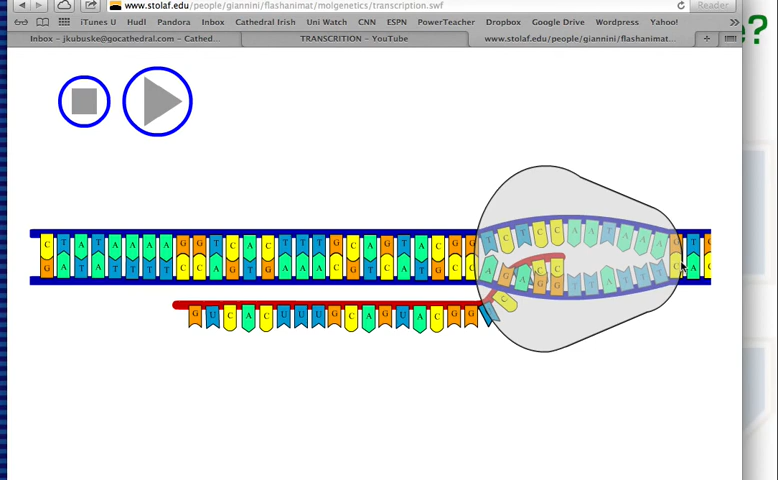 www.stolaf.edu/people/giannini/flashanimat/molgenetics/transcription.swf
Reader
iTunes U Hudl Pandora Inbox Cathedral Irish Uni Watch CNN ESPN PowerTeacher Dropbox Google Drive Wordpress Yahoo!
Inbox – jkubuske@gocathedral.com – Cathed...
TRANSCRITION – YouTube
www.stolaf.edu/people/giannini/flashanimat...
e?
C T A T A A A A G G T C A C T T T G C A G T A C G G T C T C C A A T A A A G T
G A T A T T T T C C A G T G A A A C G T C A T G C C A G A G G T T A T T T C A
C C
C
G U C A C U U U G C A G U A C G G